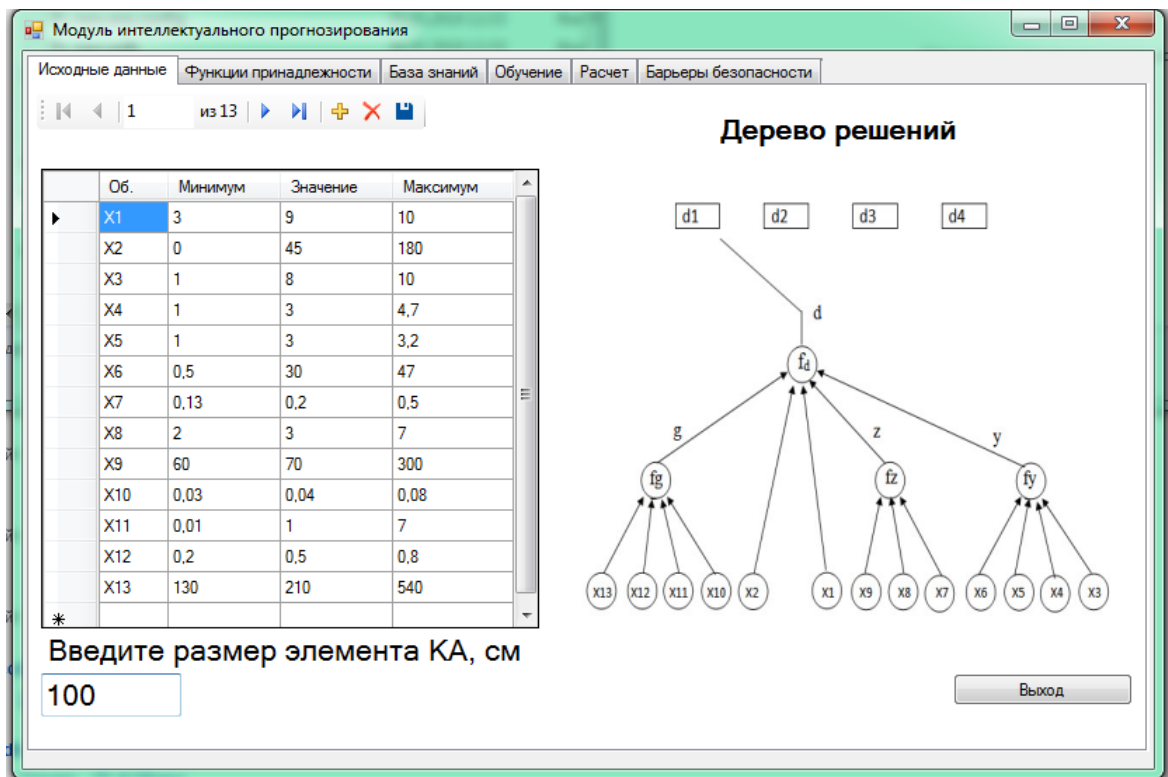 Модуль интеллектуального прогнозирования
Исходные данные Функции принадлежности База знаний Обучение Расчет Барьеры безопасности
1 из 13
Дерево решений
Об. Минимум Значение Максимум
X1 3 9 10
X2 0 45 180
X3 1 8 10
X4 1 3 4,7
X5 1 3 3,2
X6 0,5 30 47
X7 0,13 0,2 0,5
X8 2 3 7
X9 60 70 300
X10 0,03 0,04 0,08
X11 0,01 1 7
X12 0,2 0,5 0,8
X13 130 210 540
Введите размер элемента КА, см
100
d1 d2 d3 d4
d
fd
g z y
fg fz fy
X13 X12 X11 X10 X2 X1 X9 X8 X7 X6 X5 X4 X3
Выход